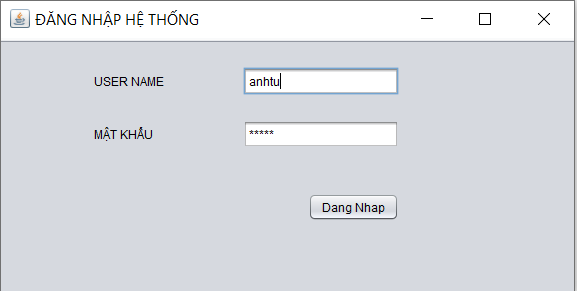 ĐĂNG NHẬP HỆ THỐNG
USER NAME
anhtu
MẬT KHẨU
*****
Dang Nhap